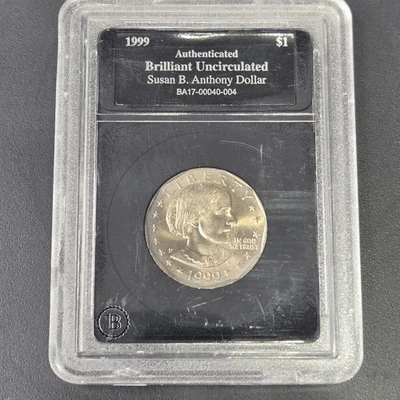 1999 $1
Authenticated
Brilliant Uncirculated
Susan B. Anthony Dollar
BA17-00040-004
LIBERTY
IN GOD
WE TRUST
P
1999
B